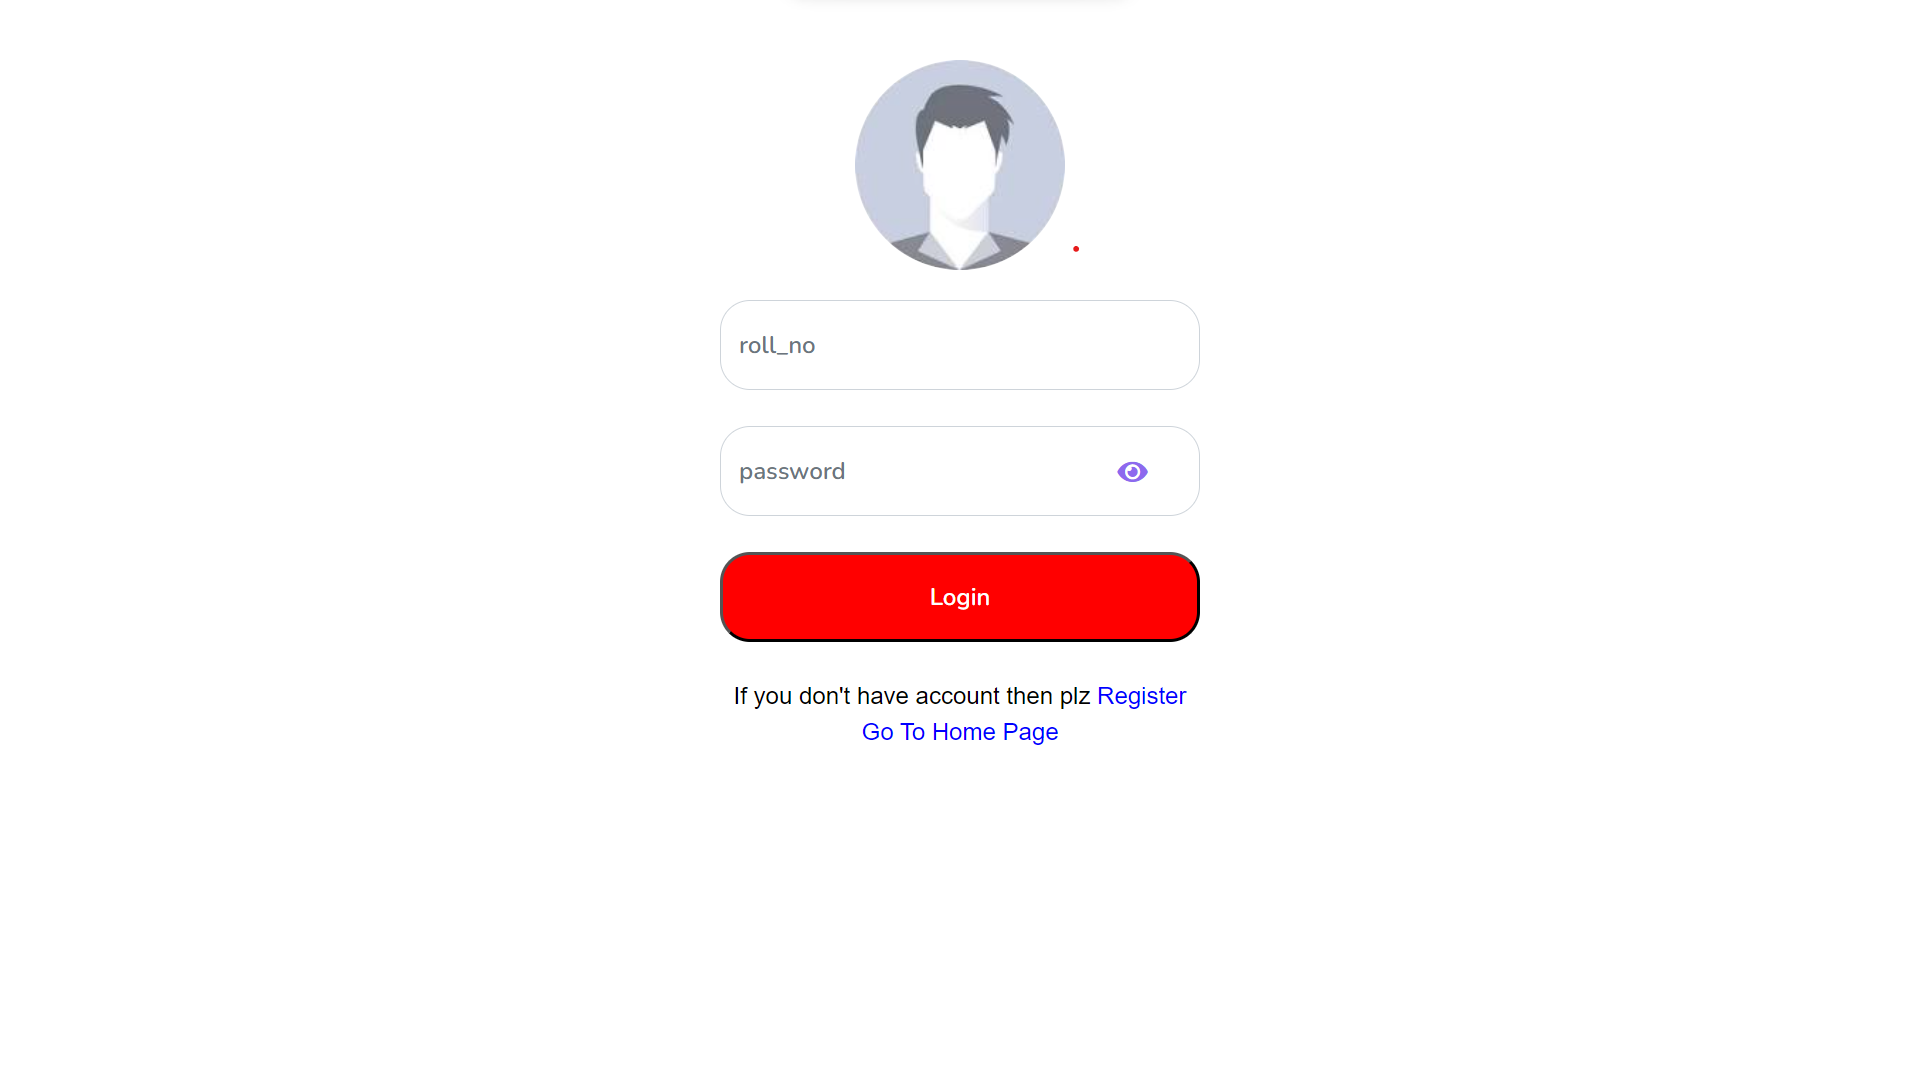 roll_no
password
Login
If you don't have account then plz Register
Go To Home Page